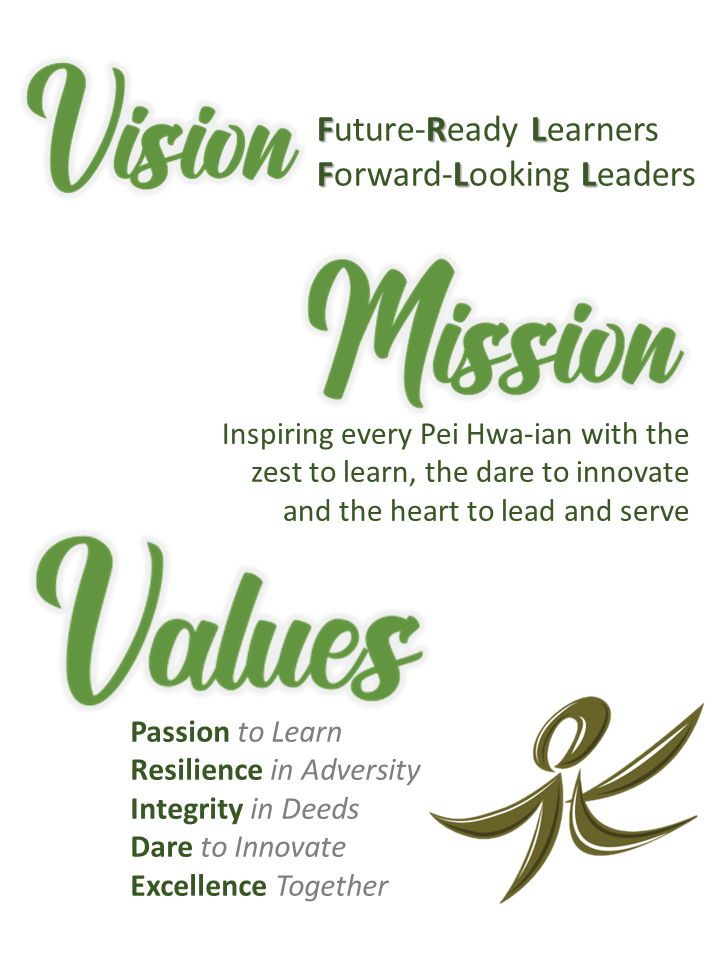 Vision
Future-Ready Learners
Forward-Looking Leaders
Mission
Inspiring every Pei Hwa-ian with the
zest to learn, the dare to innovate
and the heart to lead and serve
Values
Passion to Learn
Resilience in Adversity
Integrity in Deeds
Dare to Innovate
Excellence Together